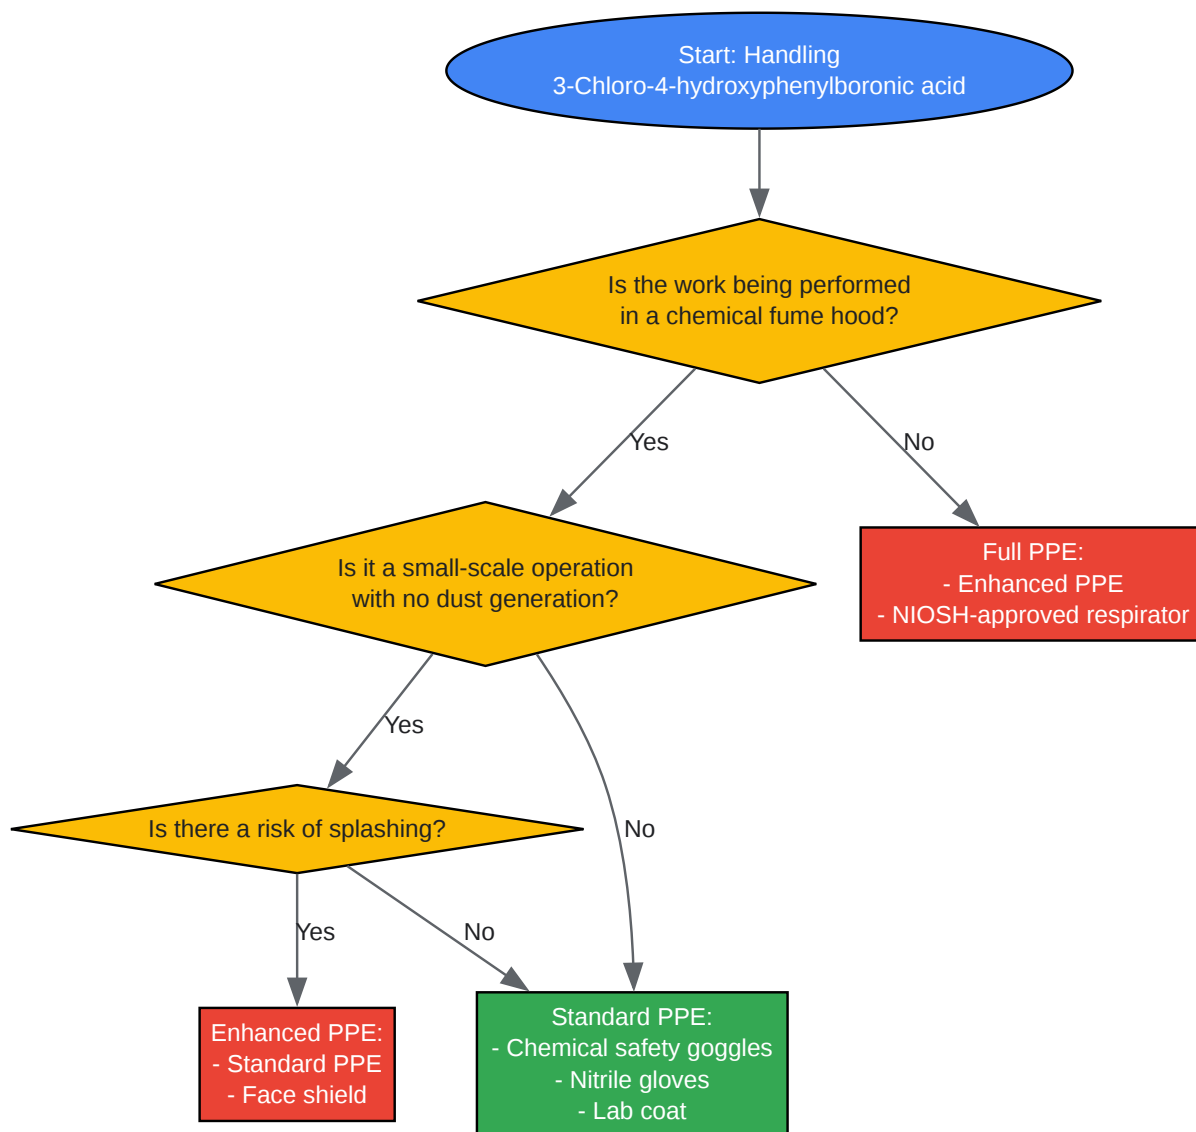 Start: Handling
3-Chloro-4-hydroxyphenylboronic acid
Is the work being performed
in a chemical fume hood?
Yes
No
Is it a small-scale operation
with no dust generation?
Full PPE:
- Enhanced PPE
- NIOSH-approved respirator
Yes
No
Is there a risk of splashing?
Yes
No
Enhanced PPE:
- Standard PPE
- Face shield
Standard PPE:
- Chemical safety goggles
- Nitrile gloves
- Lab coat